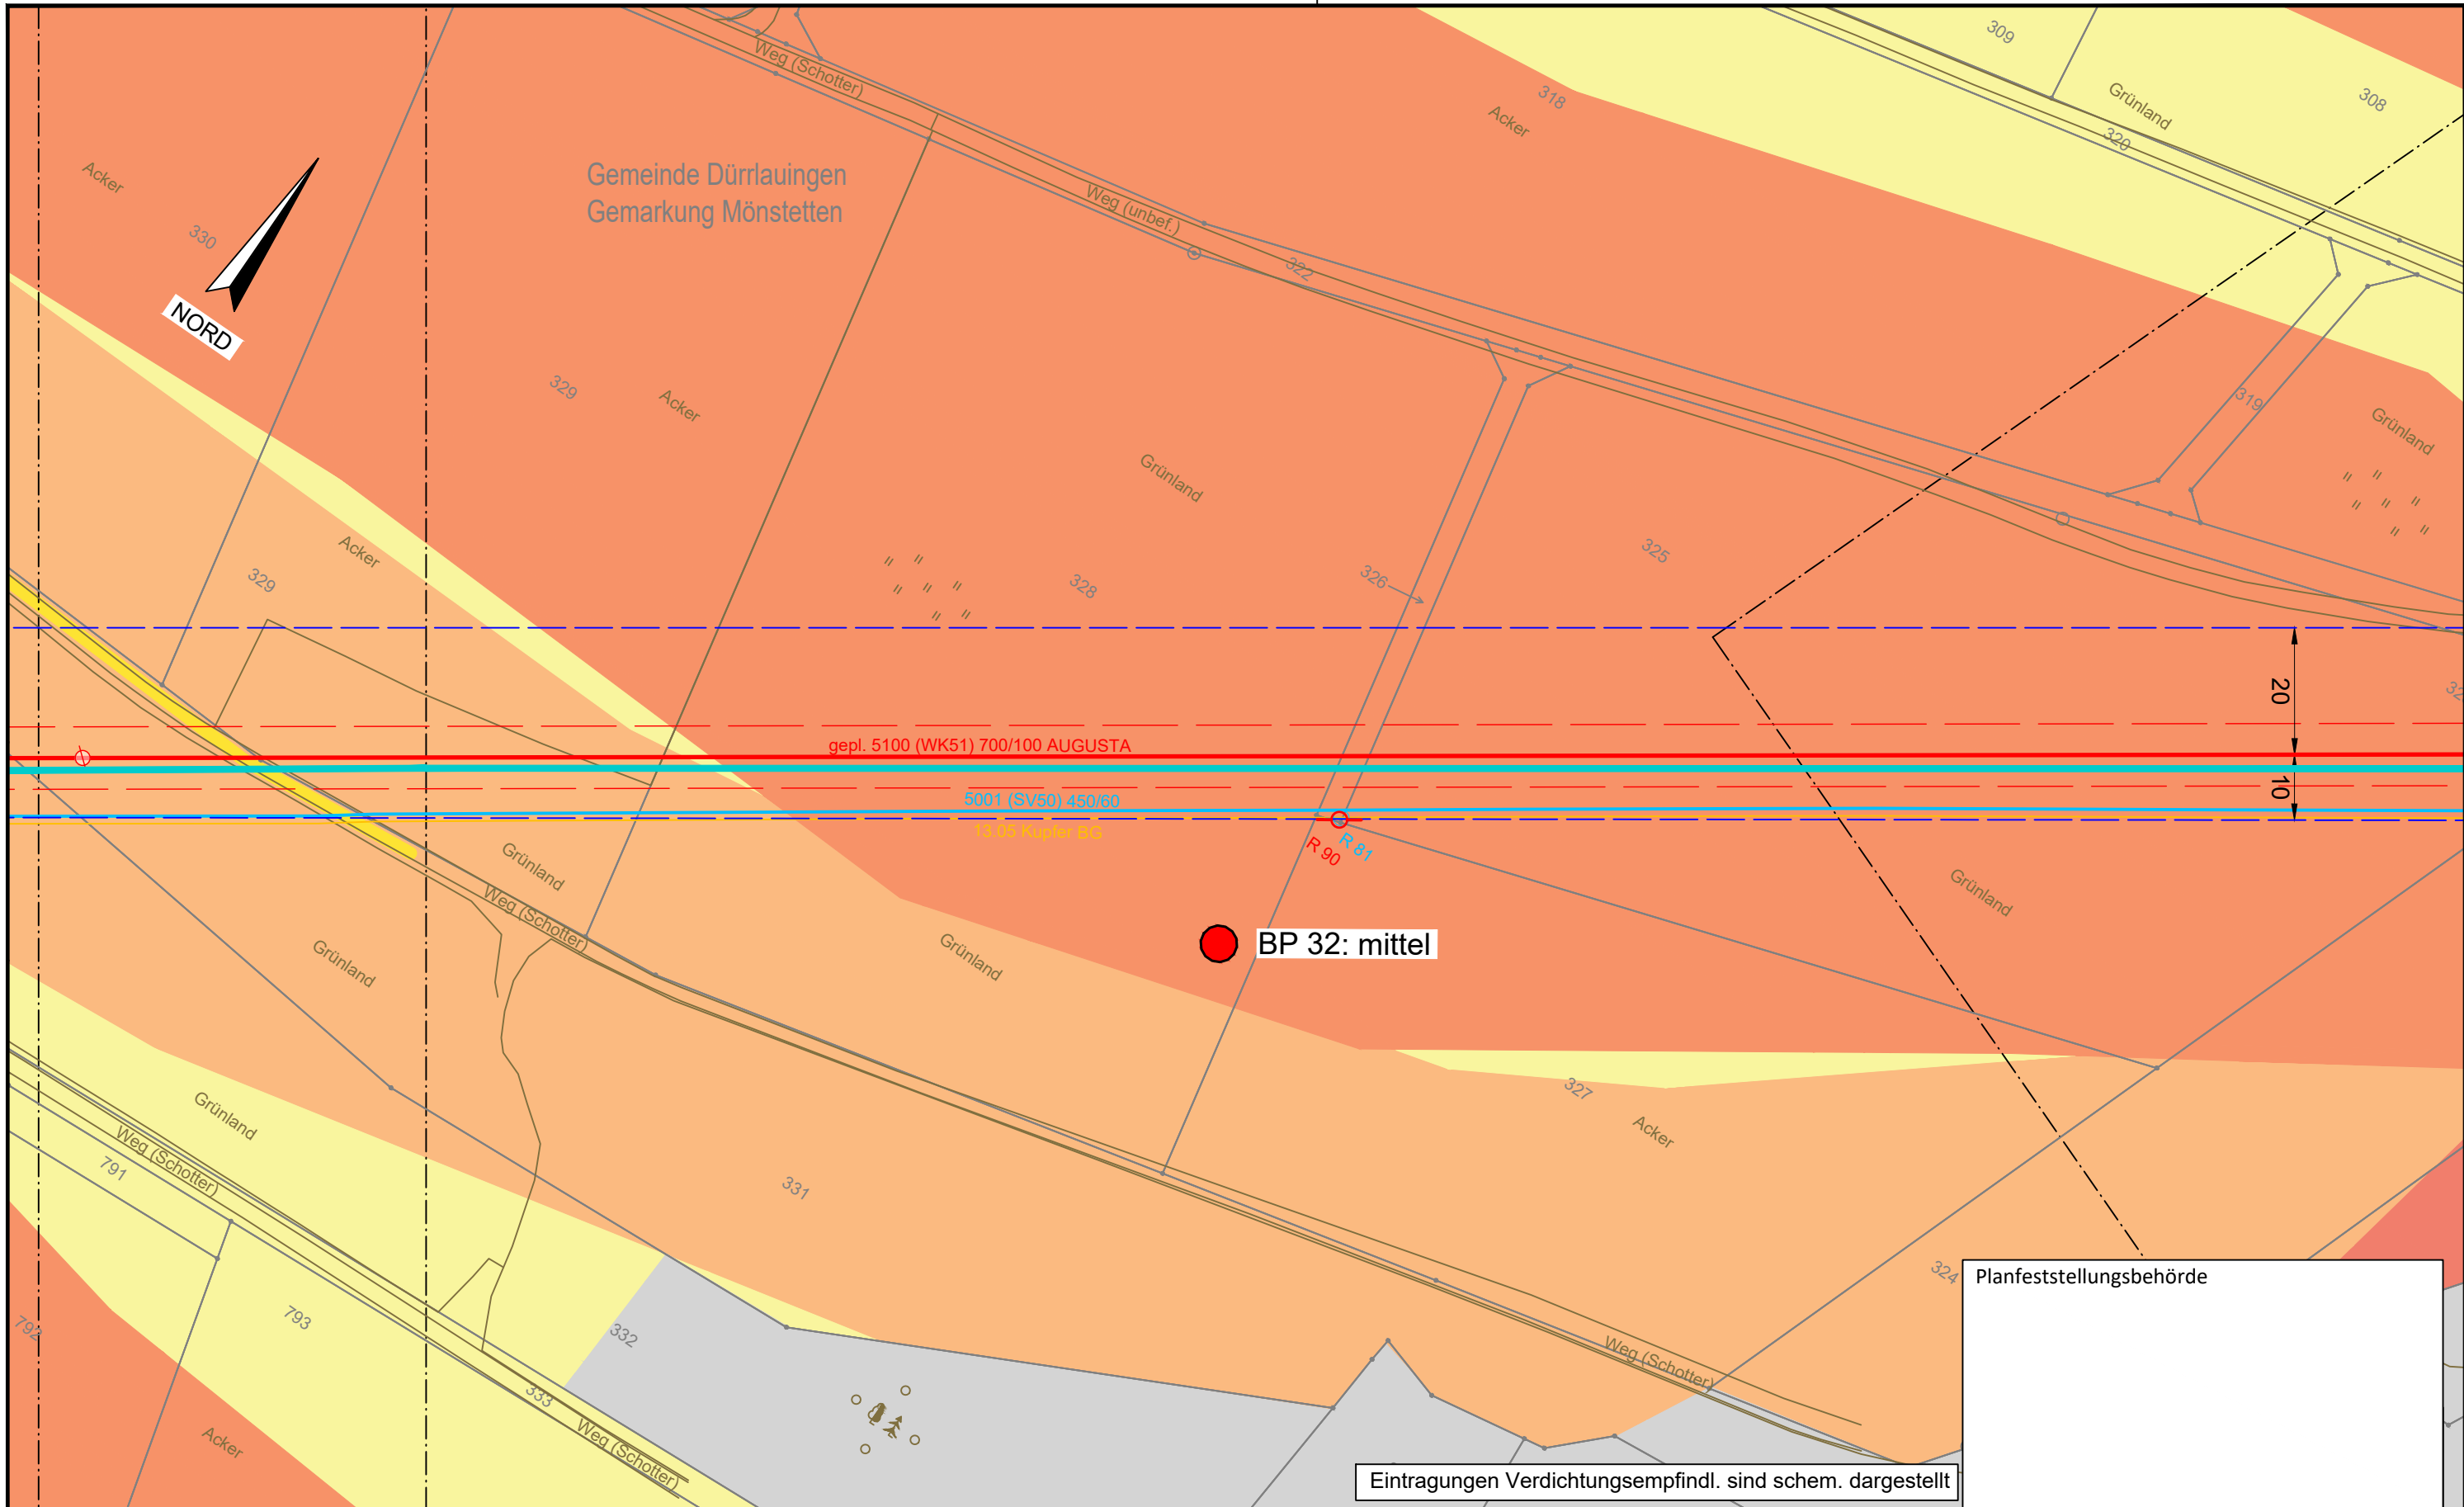 309
308
318
Acker
Grünland
320
Weg (Schotter)
Acker
330
Gemeinde Dürrlauingen
Gemarkung Mönstetten
Weg (unbef.)
322
NORD
329
Acker
319
Grünland
Grünland
325
326
328
Acker
329
20
gepl. 5100 (WK51) 700/100 AUGUSTA
10
5001 (SV50) 450/60
13.05 Kupfer BG
R 90
R 81
Grünland
Grünland
Weg (Schotter)
BP 32: mittel
Grünland
Grünland
327
Acker
Grünland
Weg (Schotter)
791
331
324
Planfeststellungsbehörde
792
793
332
Weg (Schotter)
333
Weg (Schotter)
Acker
Eintragungen Verdichtungsempfindl. sind schem. dargestellt